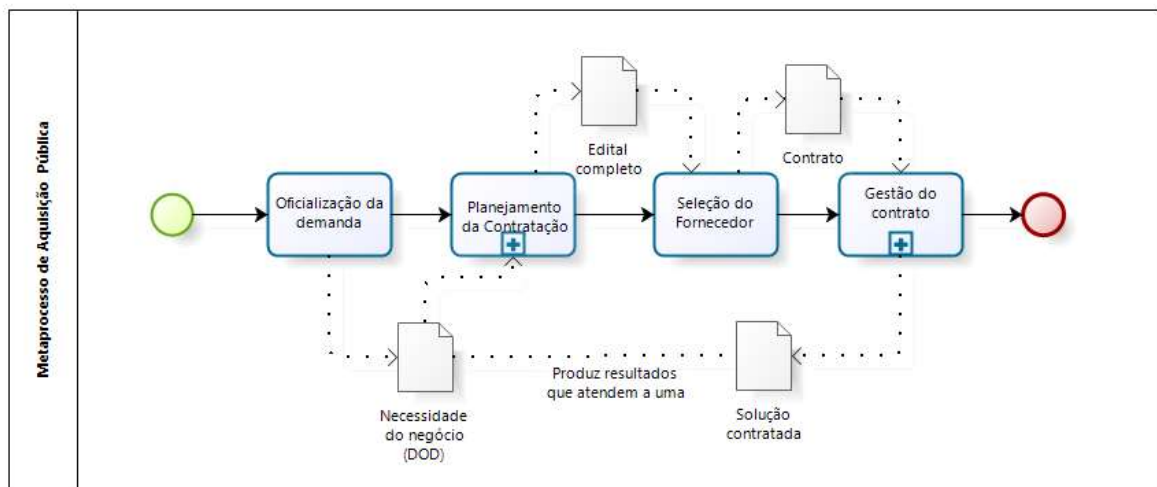 Metaprocesso de Aquisição Pública
Edital
completo
Contrato
Oficialização da
demanda
Planejamento
da Contratação
Seleção do
Fornecedor
Gestão do
contrato
Produz resultados
que atendem a uma
Necessidade
do negócio
(DOD)
Solução
contratada